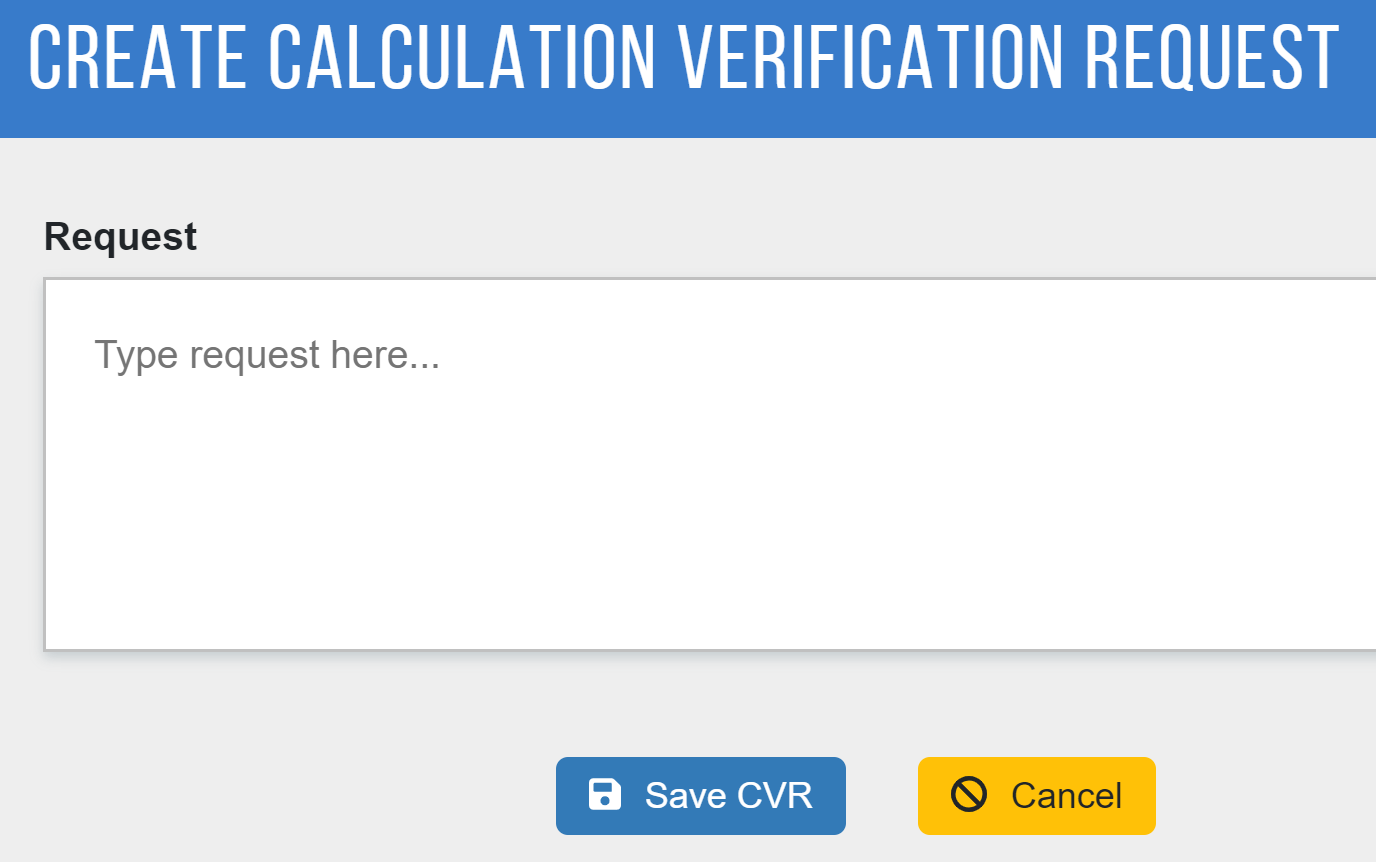 CREATE CALCULATION VERIFICATION REQUEST
Request
Type request here...
Save CVR
Cancel